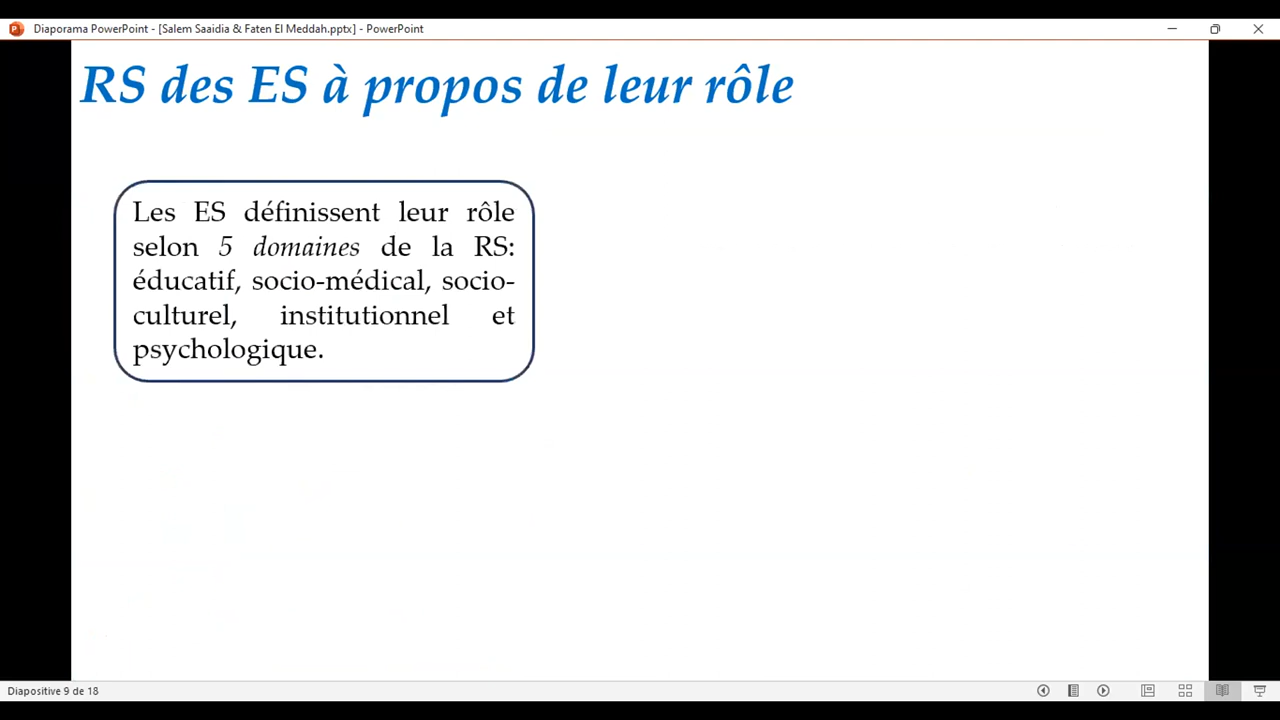 Diaporama PowerPoint - [Salem Saaidia & Faten El Meddah.pptx] - PowerPoint
RS des ES à propos de leur rôle
Les ES définissent leur rôle
selon 5 domaines de la RS:
éducatif, socio-médical, socio-
culturel, institutionnel et
psychologique.
Diapositive 9 de 18